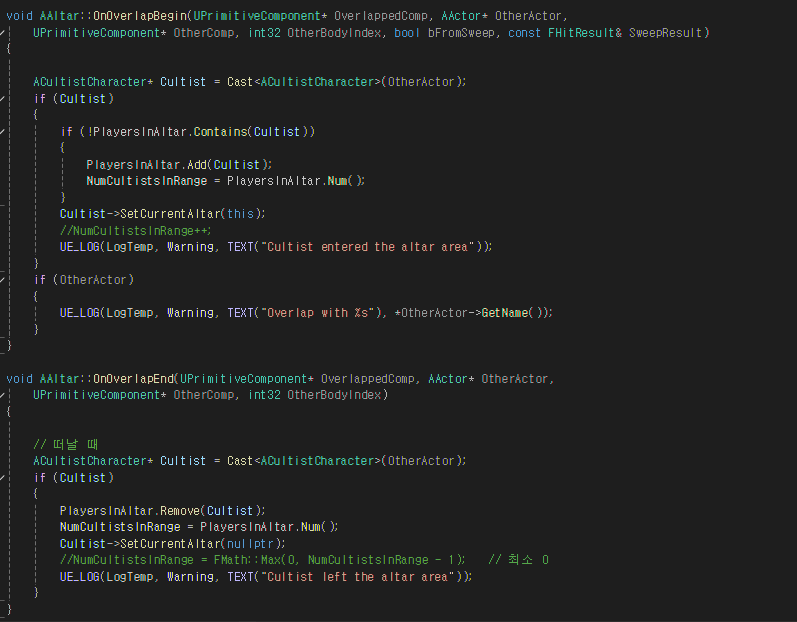 void AAltar::OnOverlapBegin(UPrimitiveComponent* OverlappedComp, AActor* OtherActor,
UPrimitiveComponent* OtherComp, int32 OtherBodyIndex, bool bFromSweep, const FHitResult& SweepResult)
{
ACultistCharacter* Cultist = Cast<ACultistCharacter>(OtherActor);
if (Cultist)
{
if (!PlayersInAltar.Contains(Cultist))
{
PlayersInAltar.Add(Cultist);
NumCultistsInRange = PlayersInAltar.Num();
}
Cultist->SetCurrentAltar(this);
//NumCultistsInRange++;
UE_LOG(LogTemp, Warning, TEXT("Cultist entered the altar area"));
}
if (OtherActor)
{
UE_LOG(LogTemp, Warning, TEXT("Overlap with %s"), *OtherActor->GetName());
}
}
void AAltar::OnOverlapEnd(UPrimitiveComponent* OverlappedComp, AActor* OtherActor,
UPrimitiveComponent* OtherComp, int32 OtherBodyIndex)
{
// 떠날 때
ACultistCharacter* Cultist = Cast<ACultistCharacter>(OtherActor);
if (Cultist)
{
PlayersInAltar.Remove(Cultist);
NumCultistsInRange = PlayersInAltar.Num();
Cultist->SetCurrentAltar(nullptr);
//NumCultistsInRange = FMath::Max(0, NumCultistsInRange - 1);   // 최소 0
UE_LOG(LogTemp, Warning, TEXT("Cultist left the altar area"));
}
}